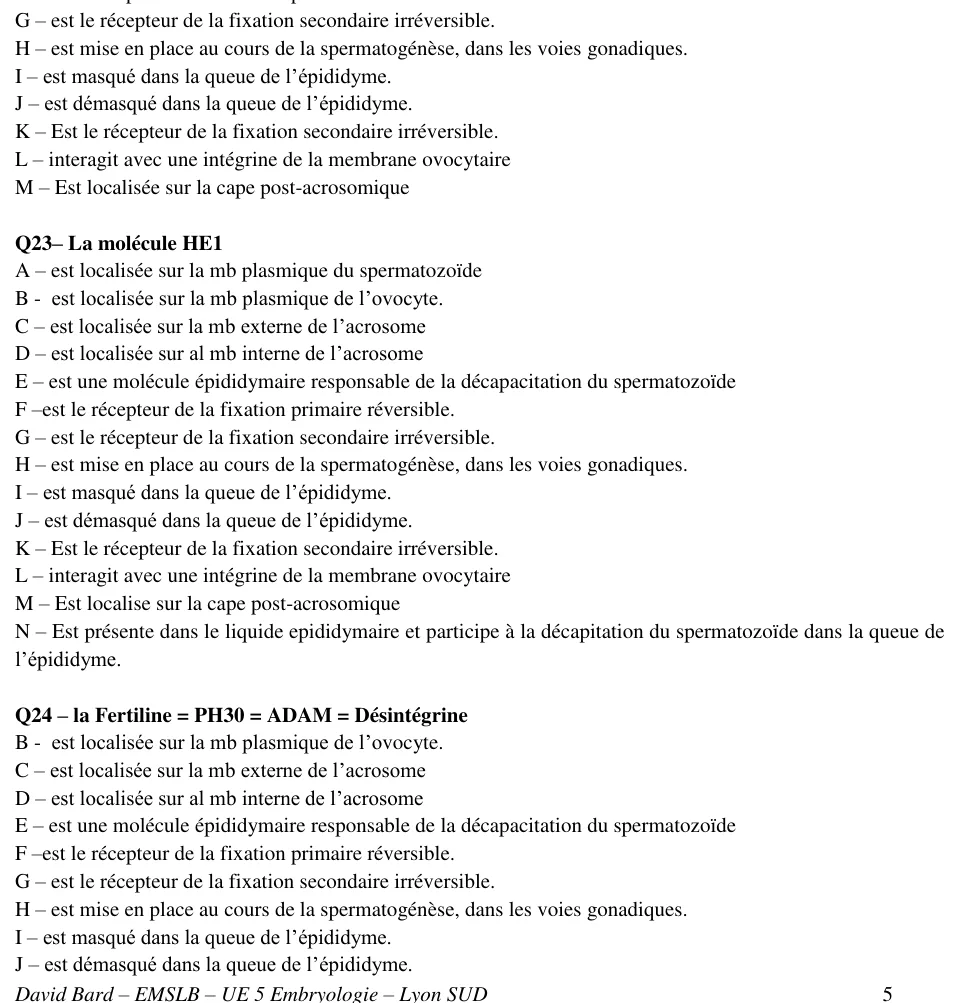 G – est le récepteur de la fixation secondaire irréversible.
H – est mise en place au cours de la spermatogénèse, dans les voies gonadiques.
I – est masqué dans la queue de l’épididyme.
J – est démasqué dans la queue de l’épididyme.
K – Est le récepteur de la fixation secondaire irréversible.
L – interagit avec une intégrine de la membrane ovocytaire
M – Est localisée sur la cape post-acrosomique
Q23– La molécule HE1
A – est localisée sur la mb plasmique du spermatozoïde
B -  est localisée sur la mb plasmique de l’ovocyte.
C – est localisée sur la mb externe de l’acrosome
D – est localisée sur al mb interne de l’acrosome
E – est une molécule épididymaire responsable de la décapacitation du spermatozoïde
F –est le récepteur de la fixation primaire réversible.
G – est le récepteur de la fixation secondaire irréversible.
H – est mise en place au cours de la spermatogénèse, dans les voies gonadiques.
I – est masqué dans la queue de l’épididyme.
J – est démasqué dans la queue de l’épididyme.
K – Est le récepteur de la fixation secondaire irréversible.
L – interagit avec une intégrine de la membrane ovocytaire
M – Est localise sur la cape post-acrosomique
N – Est présente dans le liquide epididymaire et participe à la décapitation du spermatozoïde dans la queue de
l’épididyme.
Q24 – la Fertiline = PH30 = ADAM = Désintégrine
B -  est localisée sur la mb plasmique de l’ovocyte.
C – est localisée sur la mb externe de l’acrosome
D – est localisée sur al mb interne de l’acrosome
E – est une molécule épididymaire responsable de la décapacitation du spermatozoïde
F –est le récepteur de la fixation primaire réversible.
G – est le récepteur de la fixation secondaire irréversible.
H – est mise en place au cours de la spermatogénèse, dans les voies gonadiques.
I – est masqué dans la queue de l’épididyme.
J – est démasqué dans la queue de l’épididyme.
David Bard – EMSLB – UE 5 Embryologie – Lyon SUD 5